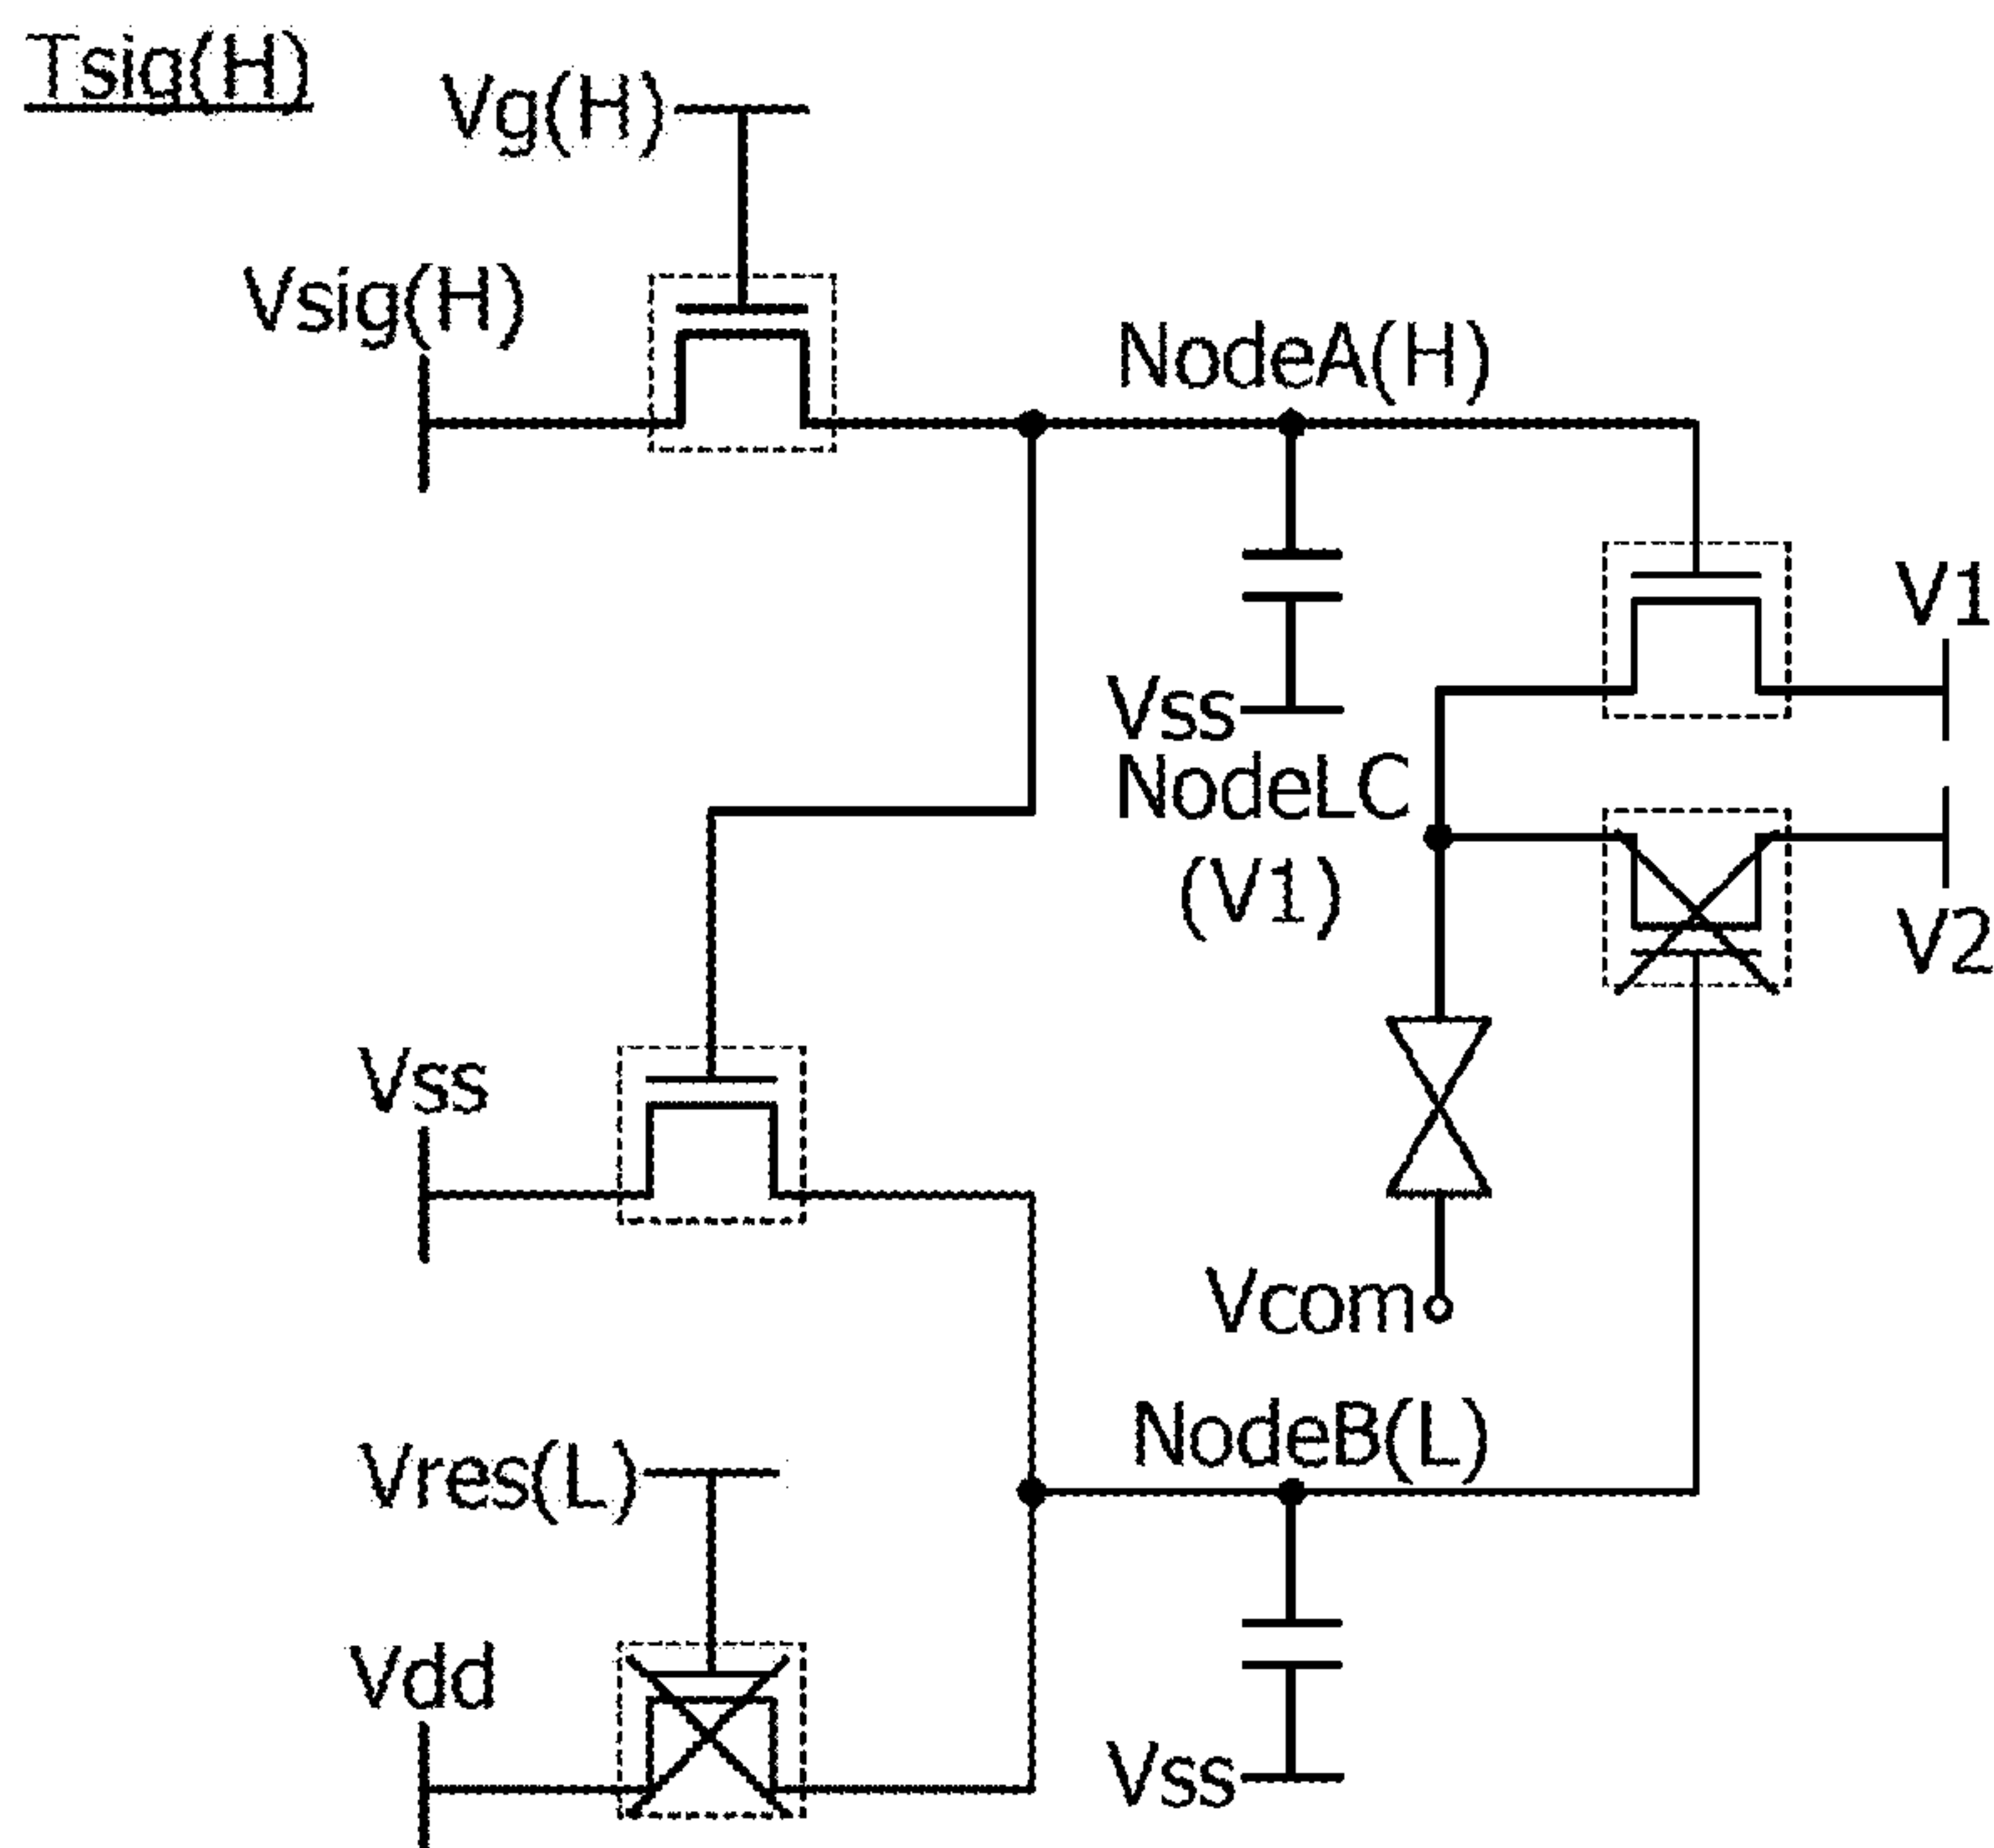 Tsig(H)
Vg(H)
Vsig(H)
NodeA(H)
V1
Vss
NodeLC
(V1)
V2
Vss
Vcom
NodeB(L)
Vres(L)
Vdd
Vss